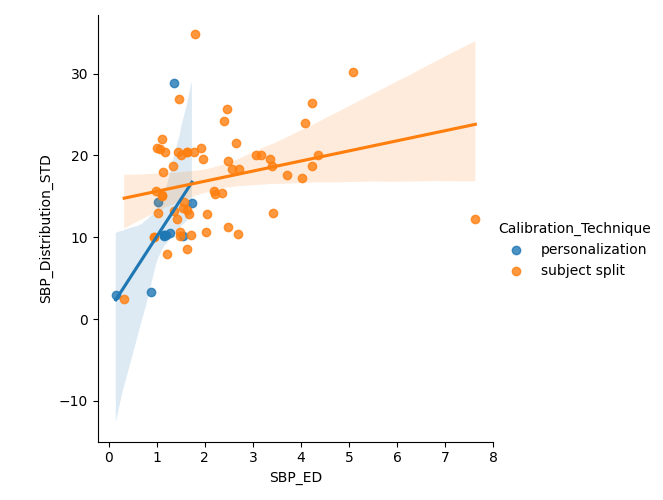 30
20
10
0
−10
SBP_Distribution_STD
0 1 2 3 4 5 6 7 8
SBP_ED
Calibration_Technique
personalization
subject split